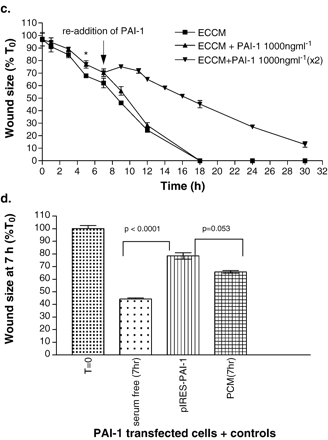 c.
re-addition of PAI-1
ECCM
ECCM + PAI-1 1000ngml-1
ECCM+PAI-1 1000ngml-1(x2)
Wound size (% T0)
110
100
90
80
70
60
50
40
30
20
10
0
*
0 2 4 6 8 10 12 14 16 18 20 22 24 26 28 30 32
Time (h)
d.
Wound size at 7 h (%T0)
110
100
90
80
70
60
50
40
30
20
10
0
p < 0.0001
p=0.053
T=0
serum free (7hr)
pIRES-PAI-1
PCM(7hr)
PAI-1 transfected cells + controls